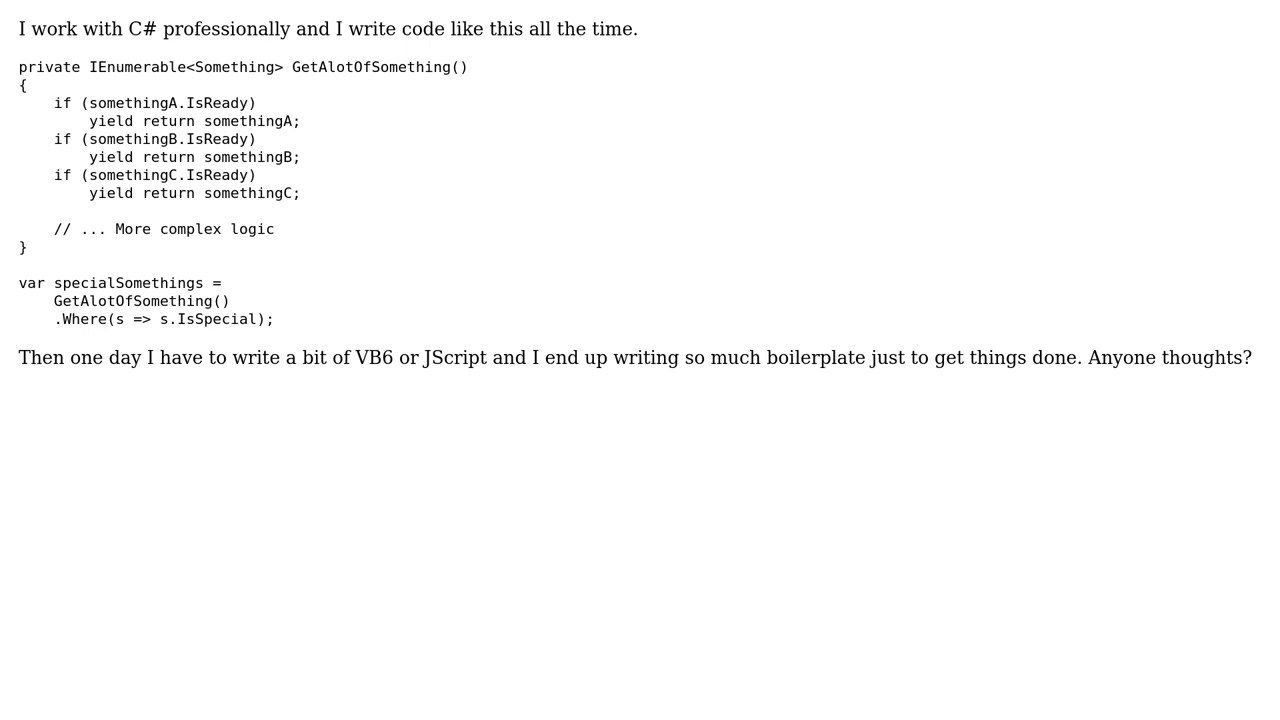 I work with C# professionally and I write code like this all the time.
private IEnumerable<Something> GetAlotOfSomething()
{
    if (somethingA.IsReady)
        yield return somethingA;
    if (somethingB.IsReady)
        yield return somethingB;
    if (somethingC.IsReady)
        yield return somethingC;

    // ... More complex logic
}

var specialSomethings =
    GetAlotOfSomething()
    .Where(s => s.IsSpecial);
Then one day I have to write a bit of VB6 or JScript and I end up writing so much boilerplate just to get things done. Anyone thoughts?